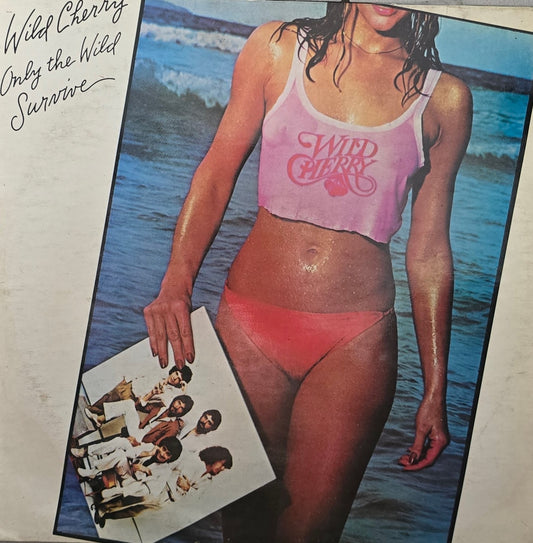 Wild Cherry
Only the Wild
Survive
WILD
CHERRY